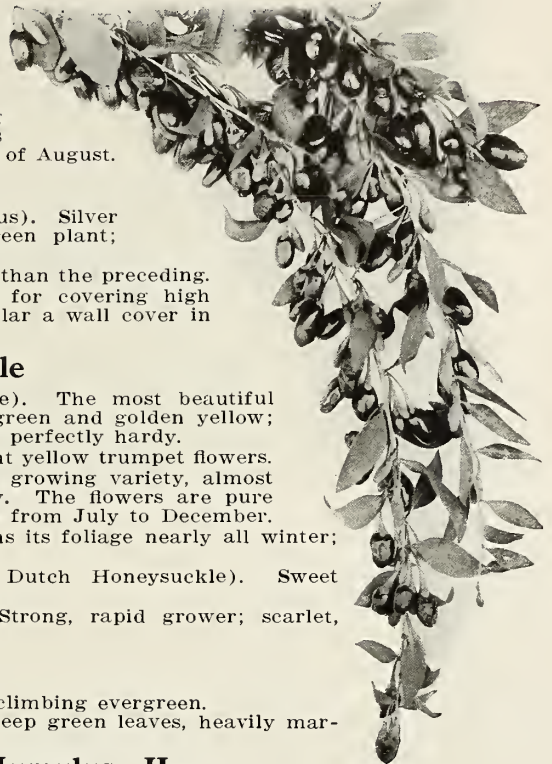 of August.
us). Silver
een plant;
than the preceding.
for covering high
lar a wall cover in
le
e). The most beautiful
green and golden yellow;
perfectly hardy.
t yellow trumpet flowers.
growing variety, almost
. The flowers are pure
from July to December.
s its foliage nearly all winter;
Dutch Honeysuckle). Sweet
Strong, rapid grower; scarlet,
climbing evergreen.
eep green leaves, heavily mar-